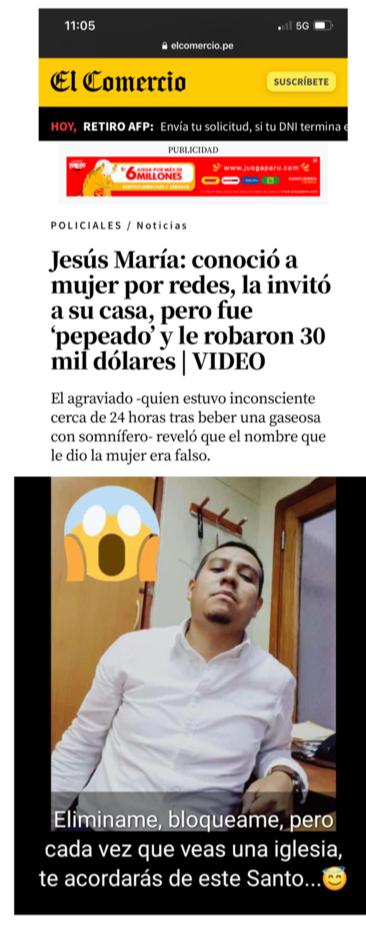 11:05
5G
elcomercio.pe
El Comercio
SUSCRÍBETE
HOY, RETIRO AFP: Envía tu solicitud, si tu DNI termina e
PUBLICIDAD
S/6 MILLONES
www.juegaperu.com
POLICIALES / Noticias
Jesús María: conoció a
mujer por redes, la invitó
a su casa, pero fue
‘pepeado’ y le robaron 30
mil dólares | VIDEO
El agraviado -quien estuvo inconsciente
cerca de 24 horas tras beber una gaseosa
con somnífero- reveló que el nombre que
le dio la mujer era falso.
Eliminame, bloqueame, pero
cada vez que veas una iglesia,
te acordarás de este Santo...😇